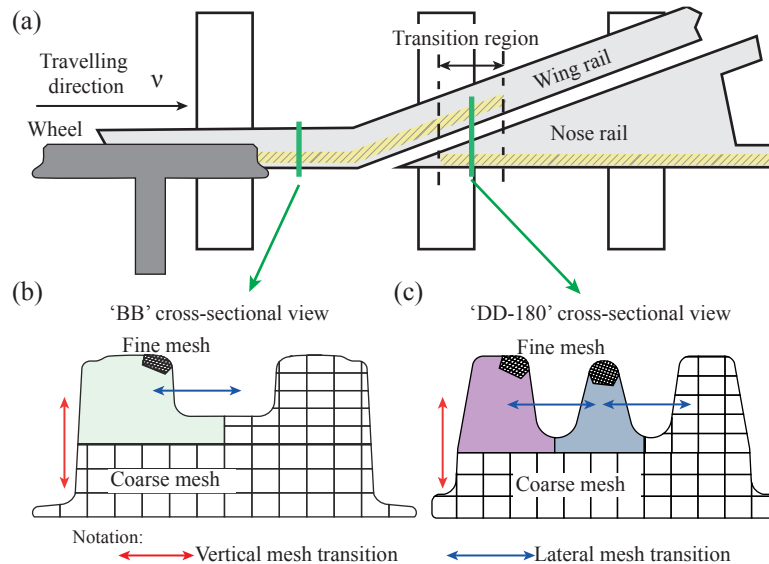 (a)
Transition region
Travelling
direction
ν
Wing rail
Wheel
Nose rail
(b)
(c)
‘BB’ cross-sectional view
‘DD-180’ cross-sectional view
Fine mesh
Fine mesh
Coarse mesh
Coarse mesh
Notation:
Vertical mesh transition
Lateral mesh transition